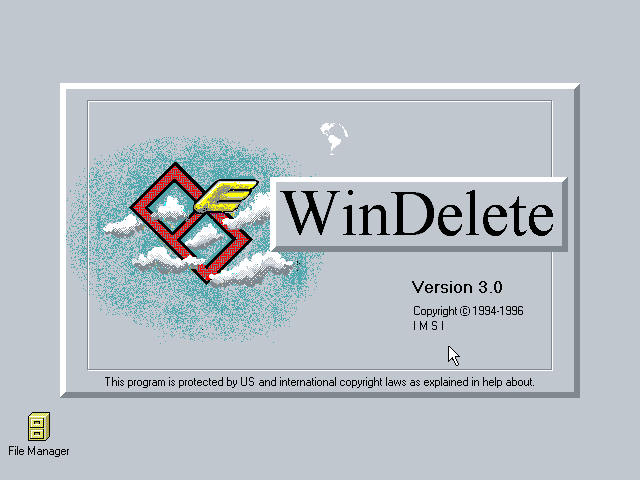 WinDelete
Version 3.0
Copyright © 1994-1996
I M S I
This program is protected by US and international copyright laws as explained in help about.
File Manager